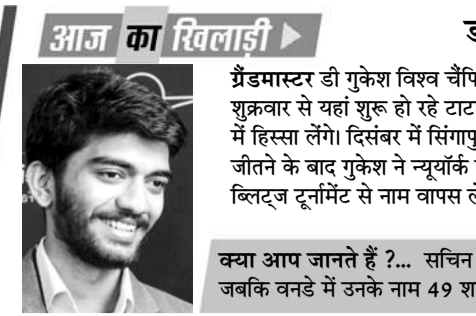 आज का खिलाड़ी
ग्रैंडमास्टर डी गुकेश विश्व चैंपि
शुक्रवार से यहां शुरू हो रहे टाट
में हिस्सा लेंगे। दिसंबर में सिंगापु
जीतने के बाद गुकेश ने न्यूयॉर्क
ब्लिट्ज टूर्नामेंट से नाम वापस ले
क्या आप जानते हैं ?... सचिन
जबकि वनडे में उनके नाम 49 श